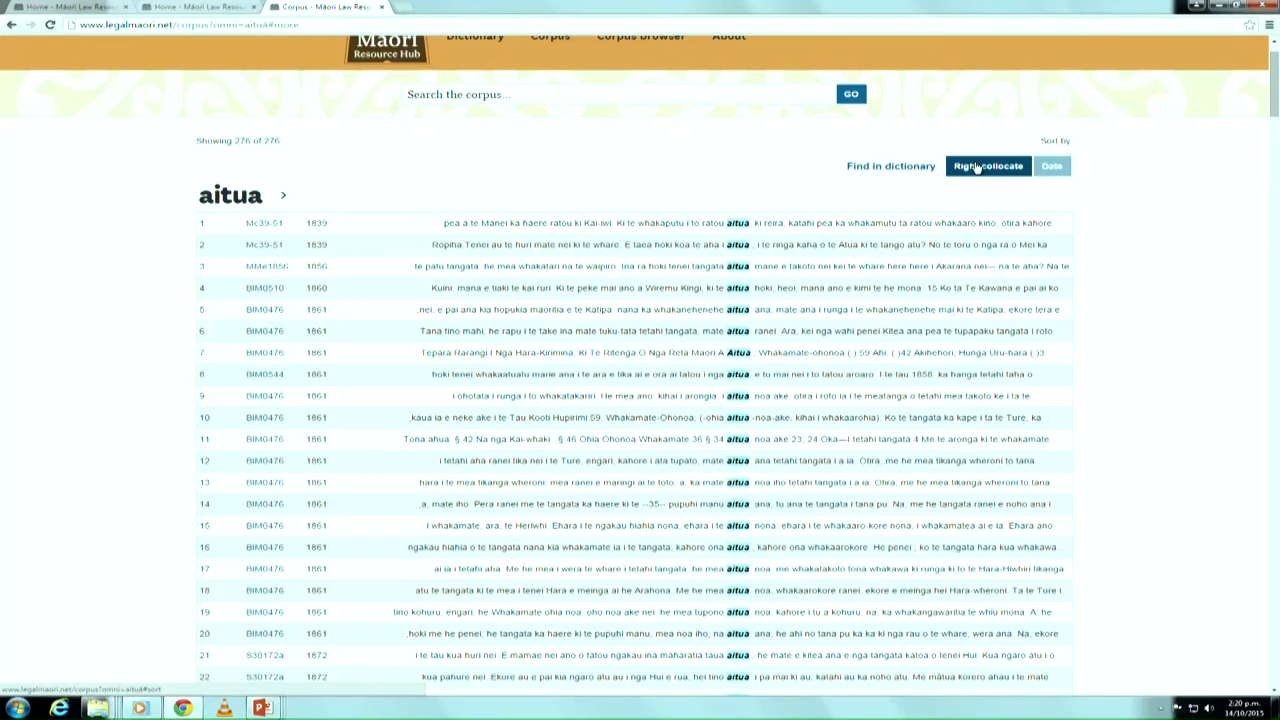 Home - Māori Law Resou
Home - Māori Law Resou
Corpus - Māori Law Reso
www.legalmaori.net/corpus?omni=aituā#more
Māori
Resource Hub
Dictionary Corpus Corpus browser About
Search the corpus... GO
Showing 276 of 276 Sort by
Find in dictionary Right collocate Date
aitua >
1 Mc39-51 1839 pea a te Manei ka haere ratou ki Kai-iwi. Ki te whakaputu i to ratou aitua ki reira, katahi pea ka whakamutu ta ratou whakaaro kino, otira kahore
2 Mc39-51 1839 Ropiha Tenei au te huri mate nei ki te whare. E taea hoki koa te aha i aitua , i te ringa kaha o te Atua ki te tango atu? No te toru o nga ra o Mei ka
3 MMe1856 1856 te patu tangata, he mea whakatari na te waipiro. Ina ra hoki tenei tangata aitua mane e takoto nei kei te whare here here i Akarana nei— na te aha? Na te
4 BIM0510 1860 Kuini, mana e tiaki te kai ruri. Ki te peke mai ano a Wiremu Kingi, ki te aitua hoki, heoi, mana ano e kimi te he mona. 15 Ko ta Te Kawana e pai ai ko
5 BIM0476 1861 ,nei, e pai ana kia hopukia maoritia e te Katipa, nana ka whakanehenehe aitua ana, mate ana i runga i te whakanehenehe mai ki te Katipa, ekore tera e
6 BIM0476 1861 Tana tino mahi, he rapu i te take ina mate tuku-tata tetahi tangata, mate aitua ranei. Ara, kei nga wahi penei Kitea ana pea te tupapaku tangata i roto
7 BIM0476 1861 Tepara Rarangi I Nga Hara-Kirimina, Ki Te Ritenga O Nga Reta Maori A Aitua , Whakamate-ohonoa ( ) 59 Ahi, ( )42 Akihehori, Hunga Uru-hara ( )3
8 BIM0544 1861 hoki tenei whakaatuatu marie ana i te ara e tika ai e ora ai tatou i nga aitua e tu mai nei i to tatou aroaro. I te tau 1858, ka hanga tetahi taha o
9 BIM0476 1861 i ohotata i runga i to whakatakariri. He mea ano, kihai i arongia, i aitua noa ake, otira i roto ia i te meatanga o tetahi mea takoto ke i ta te
10 BIM0476 1861 ,kaua ia e neke ake i te Tau.Kooti Hupirimi.59. Whakamate-Ohonoa, (-ohia aitua -noa-ake, kihai i whakaarohia). Ko te tangata ka kape i ta te Ture, ka
11 BIM0476 1861 Tona ahua. § 42 Na nga Kai-whaki. § 46 Ohia Ohonoa Whakamate 36 § 34 aitua noa ake 23, 24 Oka—I tetahi tangata 4 Me te aronga ki te whakamate
12 BIM0476 1861 i tetahi aha ranei tika nei i te Ture, engari, kahore i ata tupato, mate aitua ana tetahi tangata i a ia. Otira, me he mea tikanga wheroni to tana
13 BIM0476 1861 hara i te mea tikanga wheroni, mea ranei e maringi ai te toto, a, ka mate aitua noa iho tetahi tangata i a ia. Otira, me he mea tikanga wheroni to tana
14 BIM0476 1861 ,a, mate iho. Pera ranei me te tangata ka haere ki te --35-- pupuhi manu aitua ana, tu ana te tangata i tana pu. Na, me he tangata ranei e noho ana i
15 BIM0476 1861 i whakamate, ara, te Heriwhi. Ehara i te ngakau hiahia nona, ehara i te aitua nona, ehara i te whakaaro kore nona, i whakamatea ai e ia. Ehara ano
16 BIM0476 1861 ngakau hiahia o te tangata nana kia whakamate ia i te tangata, kahore ona aitua , kahore ona whakaarokore. He penei ; ko te tangata hara kua whakawa
17 BIM0476 1861 ai ia i tetahi aha. Me he mea i wera te whare i tetahi tangata, he mea aitua noa, me whakatakoto tona whakawa ki runga ki to te Hara-Hiwhiri tikanga
18 BIM0476 1861 atu te tangata ki te mea i tenei Hara e meinga ai he Arahona. Me he mea aitua noa, whakaarokore ranei, ekore e meinga hei Hara-wheroni. Ta te Ture i
19 BIM0476 1861 tino kohuru, engari, he Whakamate ohia noa, oho noa ake nei, he mea tupono aitua noa, kahore i tu a kohuru, na, ka whakangawaritia te whiu mona. A, he
20 BIM0476 1861 ,hoki me he penei, he tangata ka haere ki te pupuhi manu, mea noa iho, na aitua ana, he ahi no tana pu ka ka ki nga rau o te whare, wera ana. Na, ekore
21 S30172a 1872 i te tau kua huri nei. E mamae nei ano o tatou ngakau ina maharatia taua aitua , he mate e kitea ana e nga tangata katoa o tenei Hui. Kua ngaro atu i o
22 S30172a 1872 kua pahure nei. Ekore au e pai kia ngaro atu au i nga Hui e rua, hei tino aitua i pa mai ki au, katahi au ka noho atu. Me mātua korero ahau i te mate
www.legalmaori.net/corpus?omni=aituā#sort
2:20 p.m.
14/10/2015